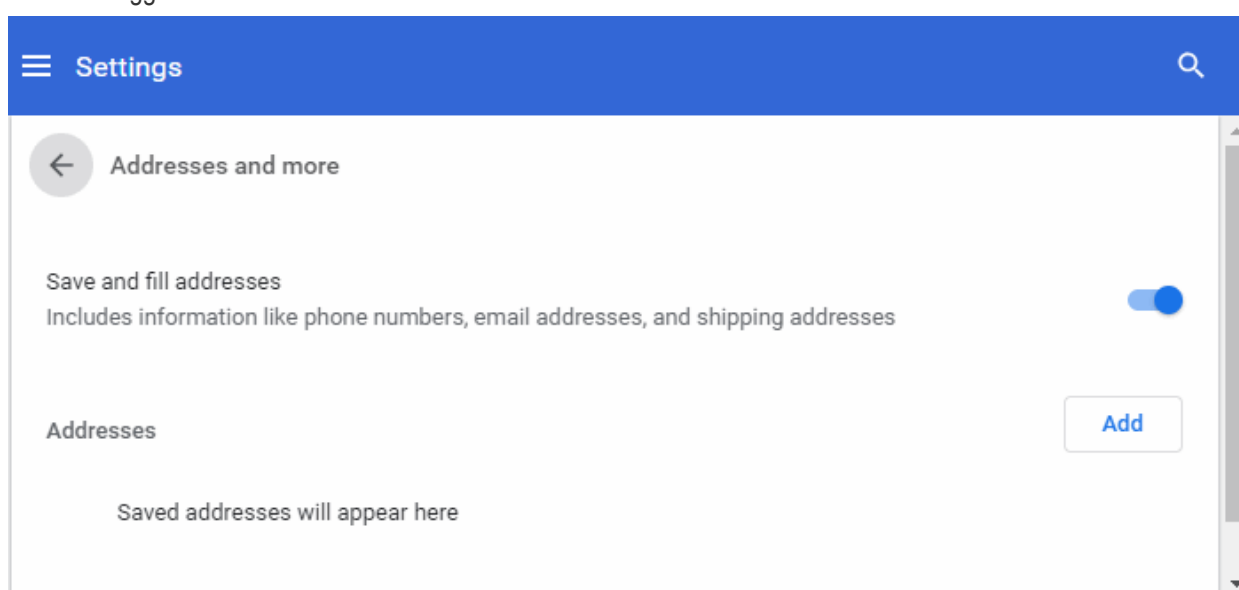 Settings
Addresses and more
Save and fill addresses
Includes information like phone numbers, email addresses, and shipping addresses
Addresses
Add
Saved addresses will appear here